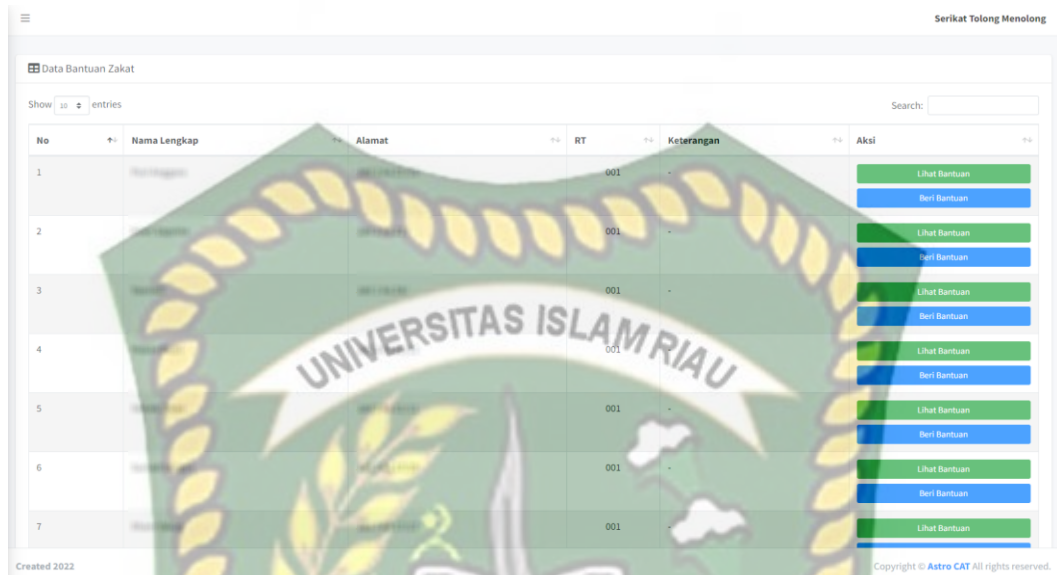 Serikat Tolong Menolong
Data Bantuan Zakat
Show 10 entries
Search:
No Nama Lengkap Alamat RT Keterangan Aksi
1 001 - Lihat Bantuan
Beri Bantuan
2 001 - Lihat Bantuan
Beri Bantuan
3 001 - Lihat Bantuan
Beri Bantuan
4 001 - Lihat Bantuan
Beri Bantuan
5 001 - Lihat Bantuan
Beri Bantuan
6 001 - Lihat Bantuan
Beri Bantuan
7 001 - Lihat Bantuan
UNIVERSITAS ISLAM RIAU
Created 2022
Copyright © Astro CAT All rights reserved.